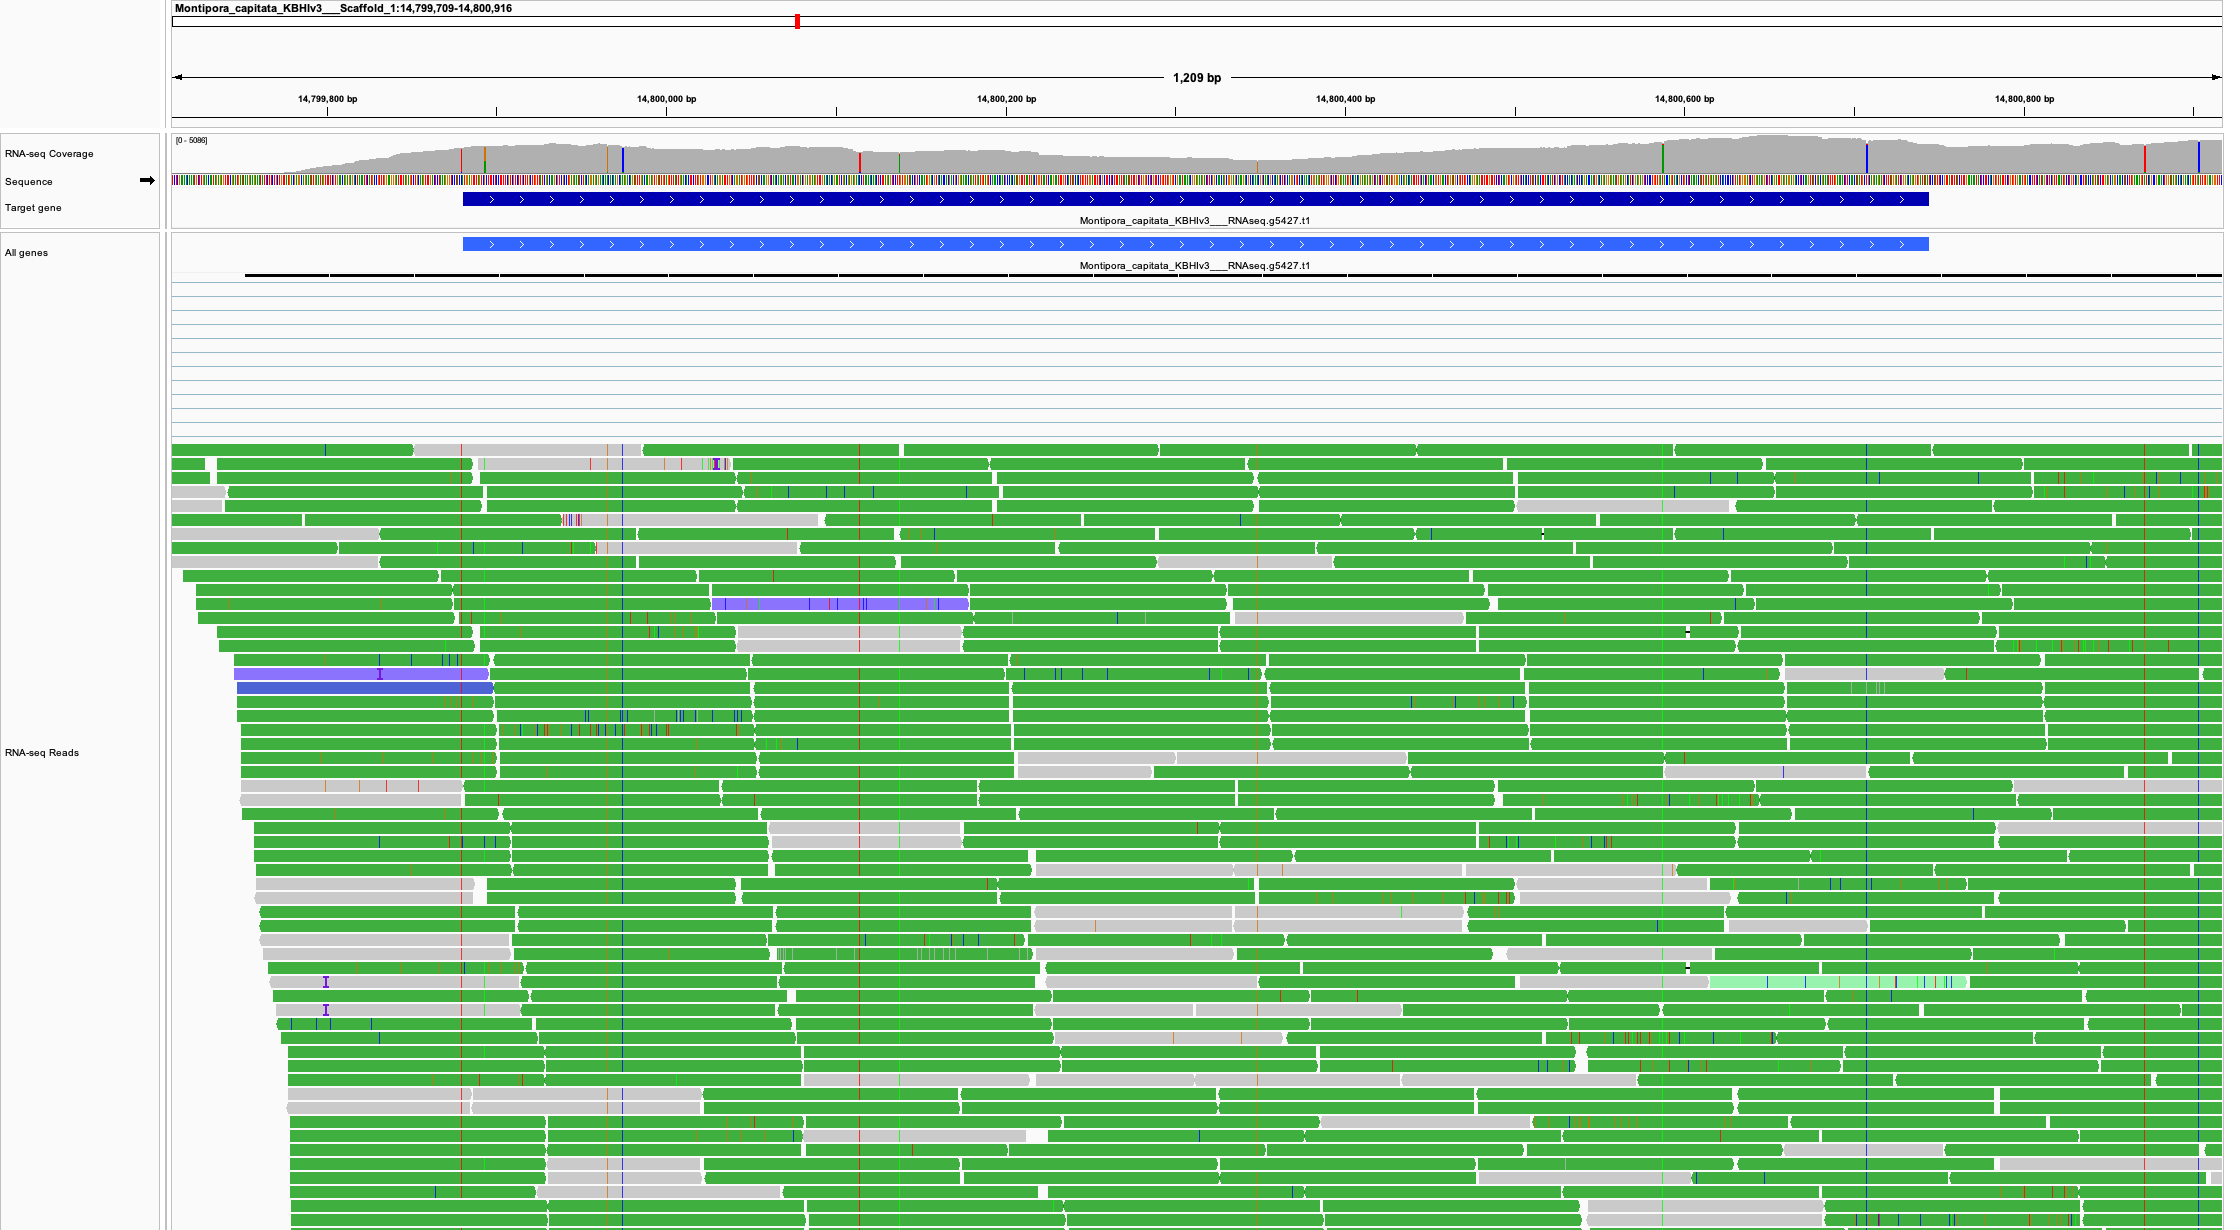 Montipora_capitata_KBHIv3___Scaffold_1:14,799,709-14,800,916
1,209 bp
14,799,800 bp
14,800,000 bp
14,800,200 bp
14,800,400 bp
14,800,600 bp
14,800,800 bp
[0 - 5086]
RNA-seq Coverage
Sequence
Target gene
Montipora_capitata_KBHIv3___RNAseq.g5427.t1
All genes
Montipora_capitata_KBHIv3___RNAseq.g5427.t1
RNA-seq Reads